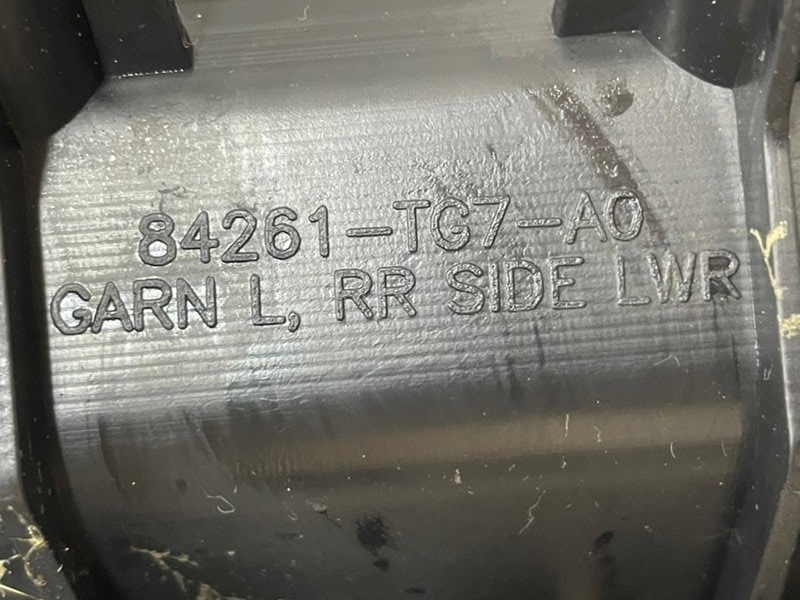 84261-TG7-A0
GARN L, RR SIDE LWR